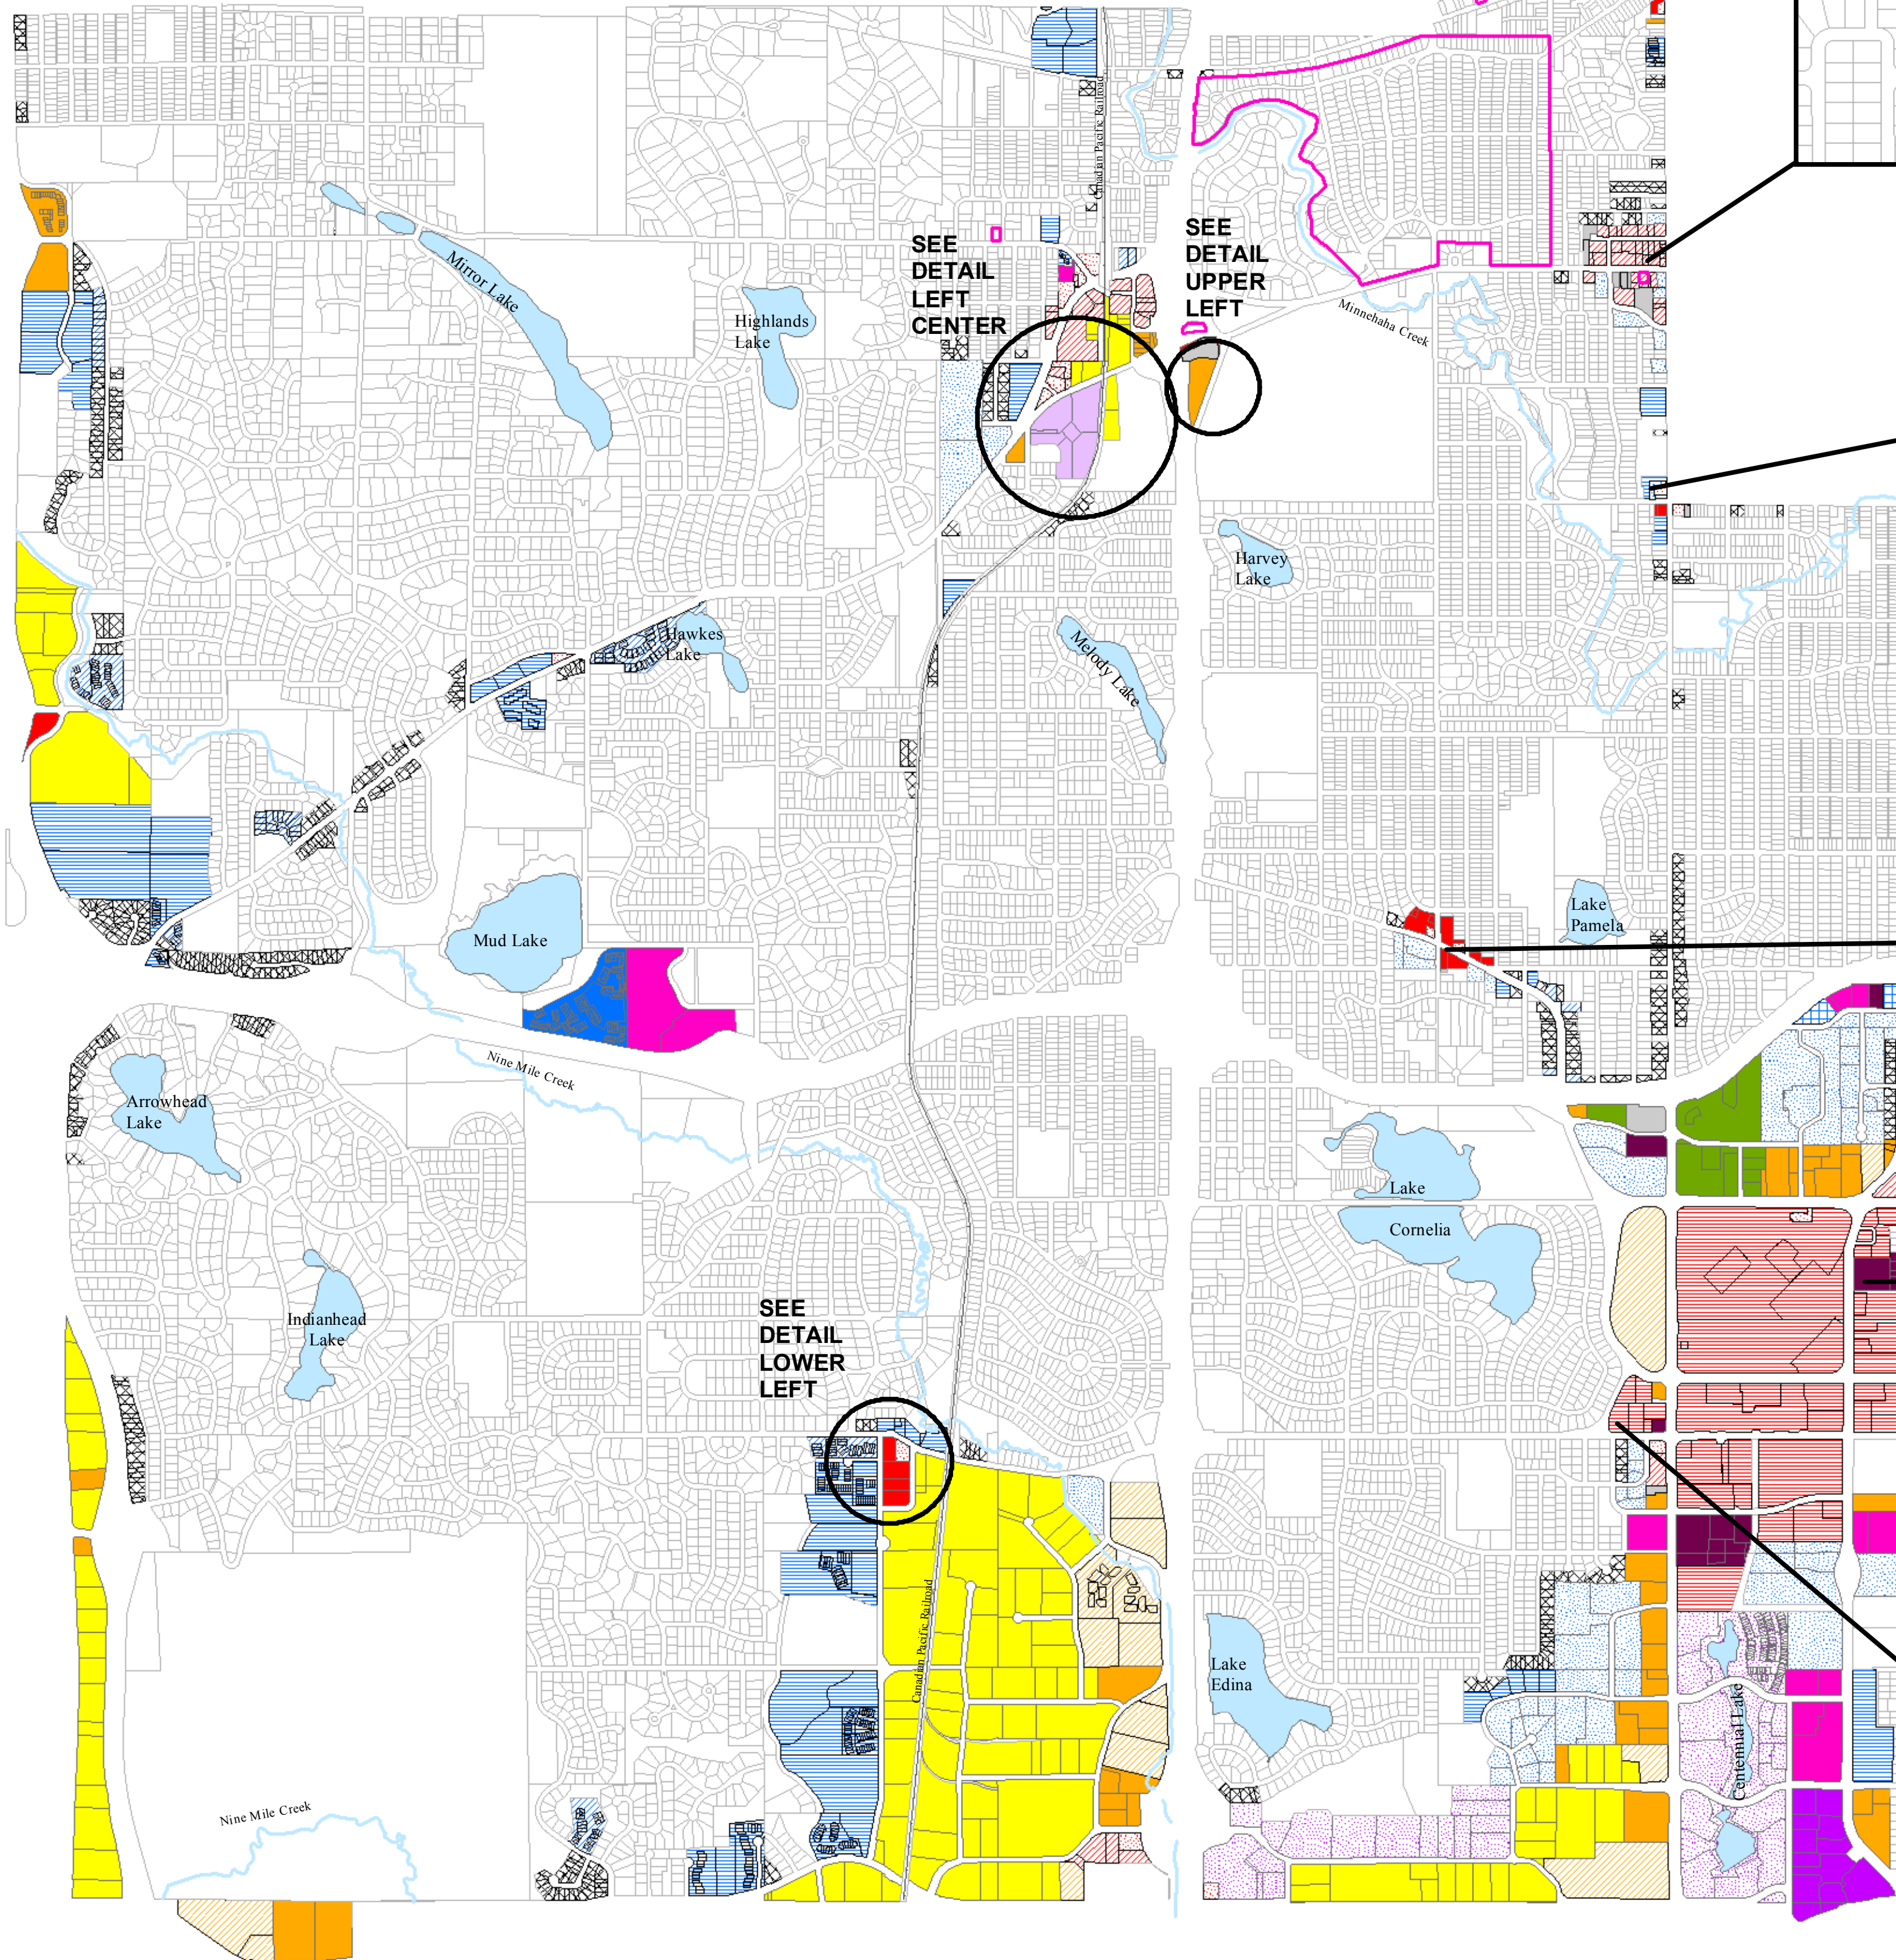 Canadian Pacific Railroad
SEE
DETAIL
LEFT
CENTER
SEE
DETAIL
UPPER
LEFT
Mirror Lake
Highlands
Lake
Minnehaha Creek
Harvey
Lake
Hawkes
Lake
Melody Lake
Mud Lake
Lake
Pamela
Nine Mile Creek
Arrowhead
Lake
Lake
Cornelia
Indianhead
Lake
SEE
DETAIL
LOWER
LEFT
Canadian Pacific Railroad
Lake
Edina
Centennial Lake
Nine Mile Creek